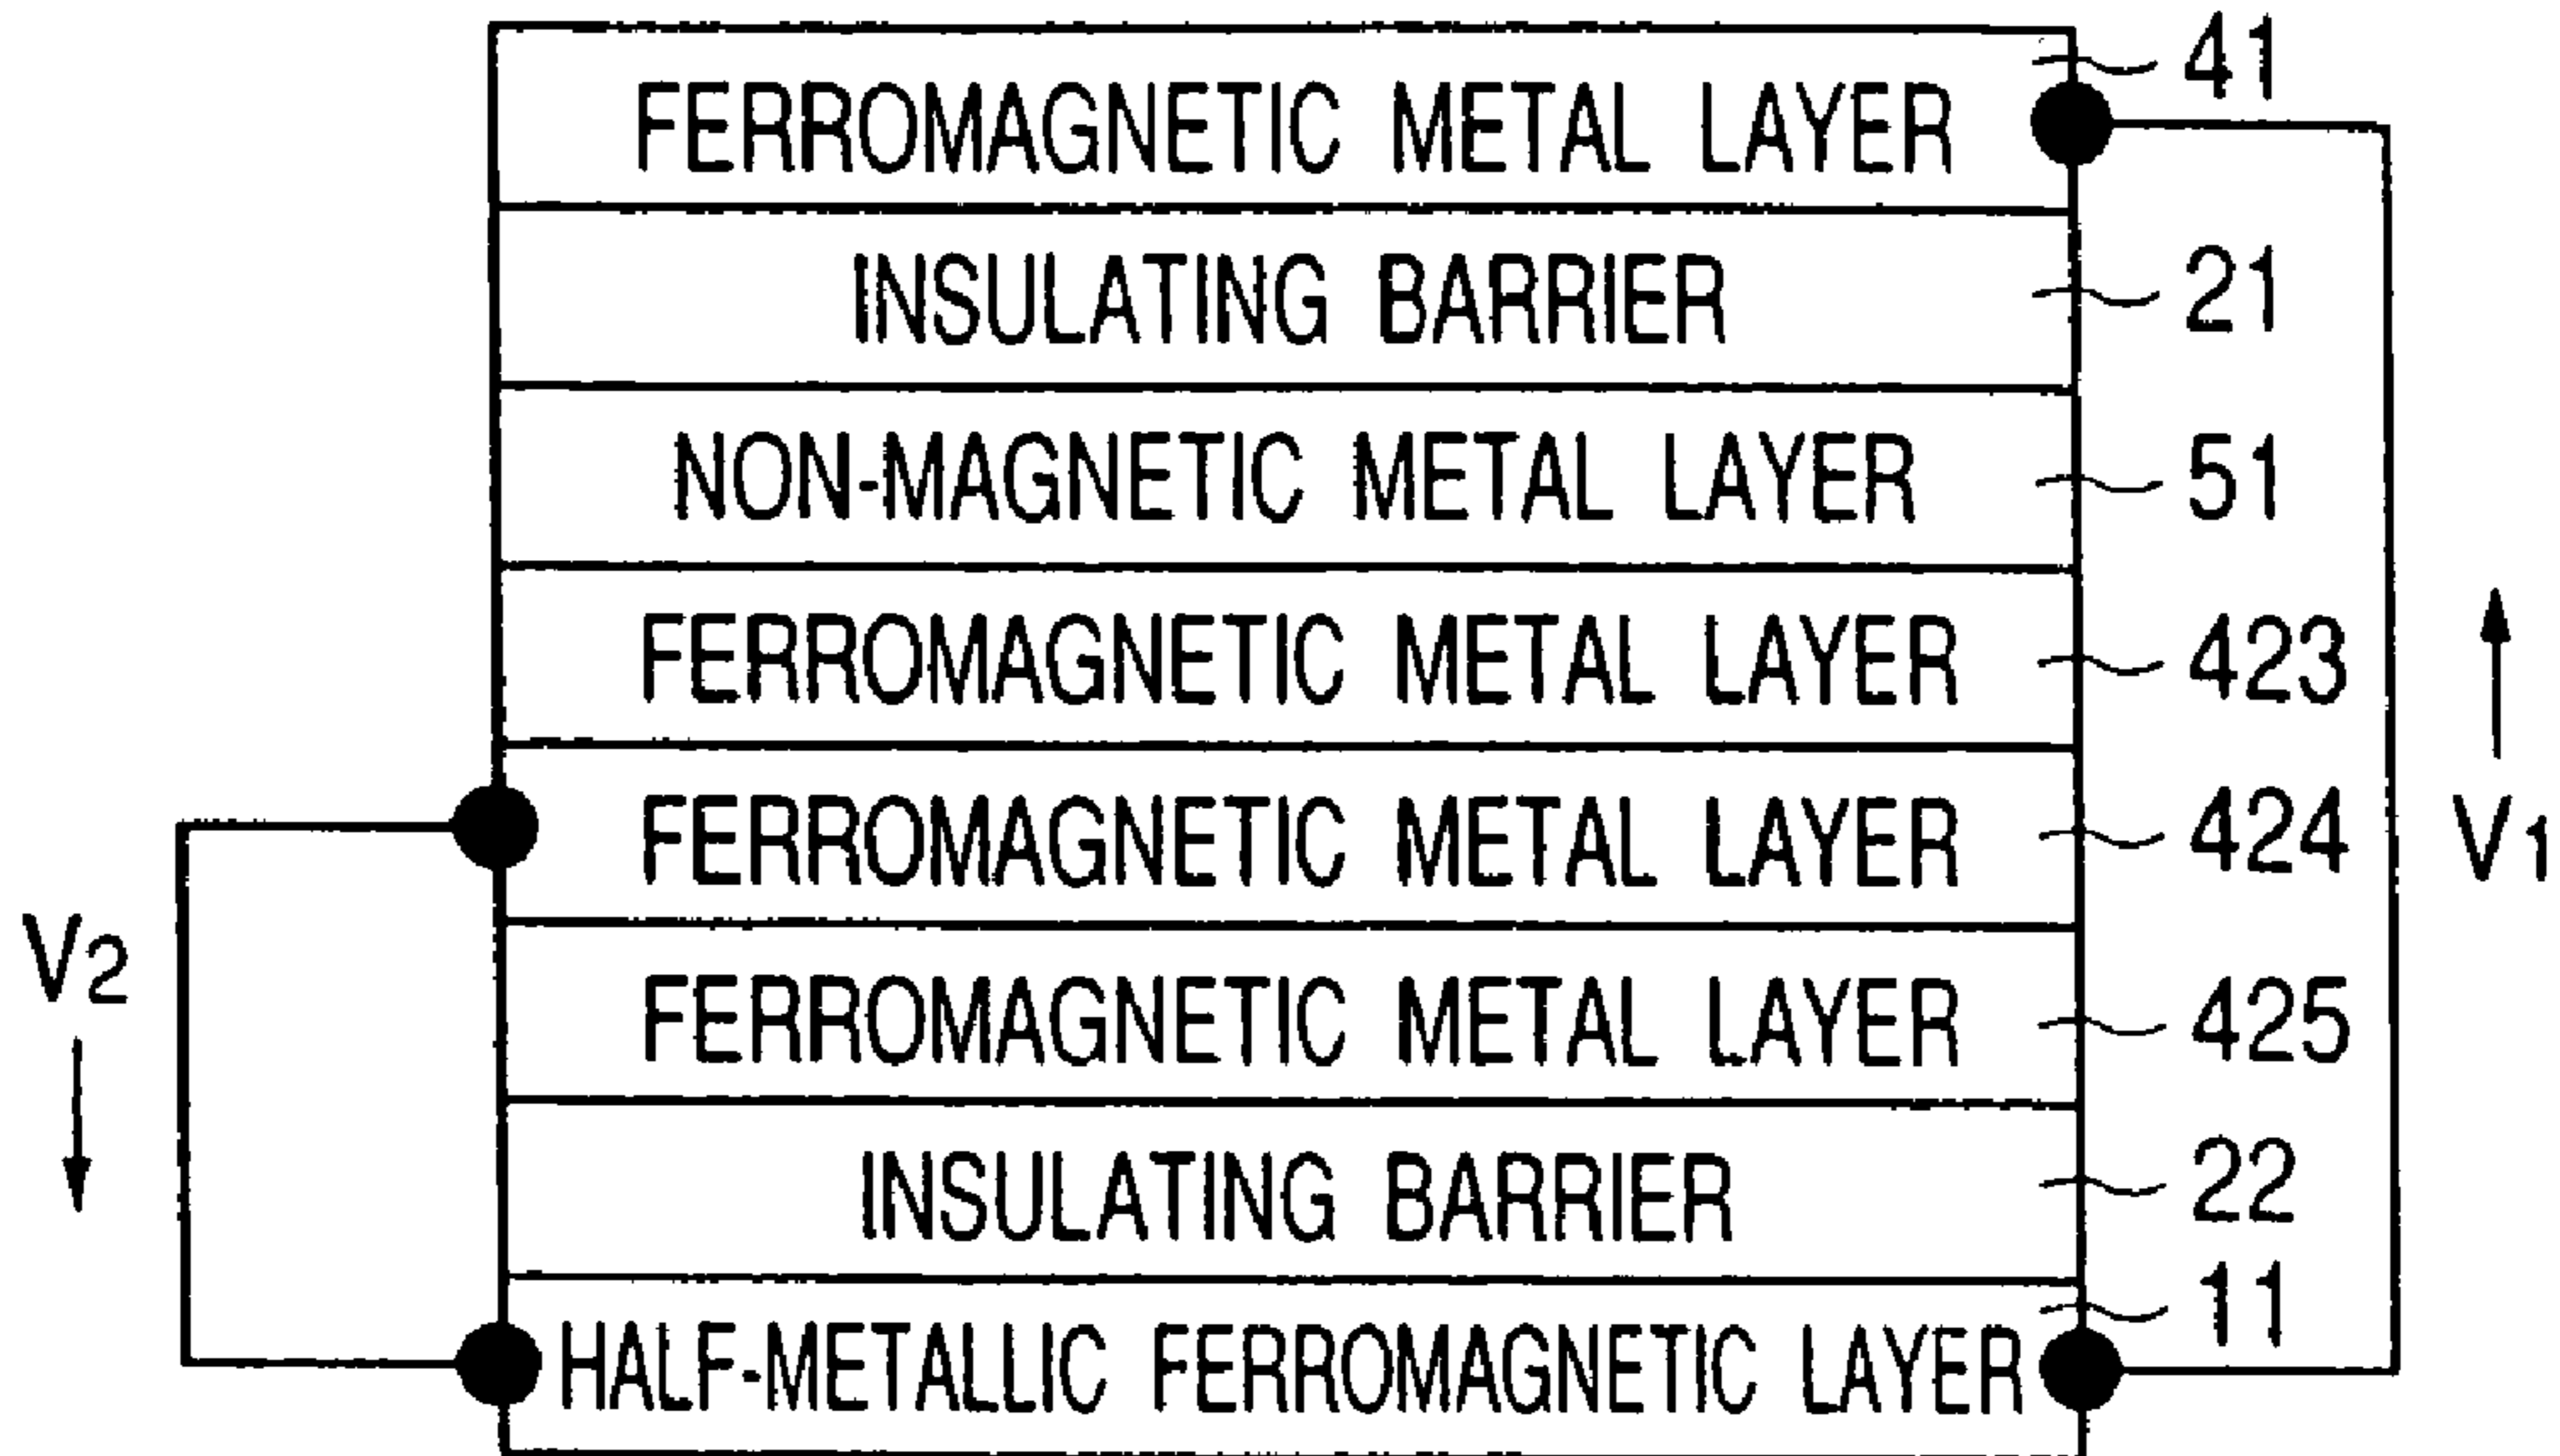 FERROMAGNETIC METAL LAYER 41
INSULATING BARRIER 21
NON-MAGNETIC METAL LAYER 51
FERROMAGNETIC METAL LAYER 423
FERROMAGNETIC METAL LAYER 424
V1
V2
FERROMAGNETIC METAL LAYER 425
INSULATING BARRIER 22
HALF-METALLIC FERROMAGNETIC LAYER 11